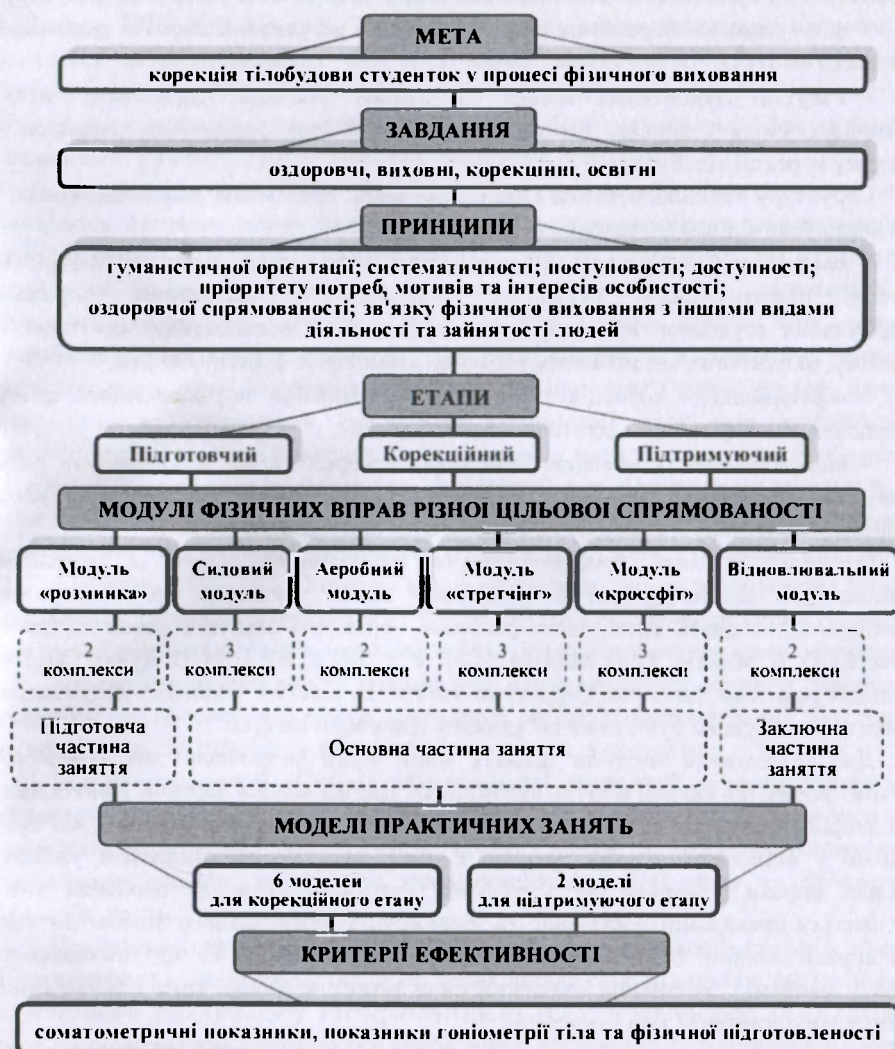 МЕТА
корекція тілобудови студенток у процесі фізичного виховання
ЗАВДАННЯ
оздоровчі, виховні, корекційні, освітні
ПРИНЦИПИ
гуманістичної орієнтації; систематичності; поступовості; доступності;
пріоритету потреб, мотивів та інтересів особистості;
оздоровчої спрямованості; зв'язку фізичного виховання з іншими видами
діяльності та зайнятості людей
ЕТАПИ
Підготовчий
Корекційний
Підтримуючий
МОДУЛІ ФІЗИЧНИХ ВПРАВ РІЗНОЇ ЦІЛЬОВОЇ СПРЯМОВАНОСТІ
Модуль
«розминка»
Силовий
модуль
Аеробний
модуль
Модуль
«стретчінг»
Модуль
«кроссфіт»
Відновлювальний
модуль
2
комплекси
3
комплекси
2
комплекси
3
комплекси
3
комплекси
2
комплекси
Підготовча
частина
заняття
Основна частина заняття
Заключна
частина
заняття
МОДЕЛІ ПРАКТИЧНИХ ЗАНЯТЬ
6 моделей
для корекційного етапу
2 моделі
для підтримуючого етапу
КРИТЕРІЇ ЕФЕКТИВНОСТІ
соматометричні показники, показники гоніометрії тіла та фізичної підготовленості